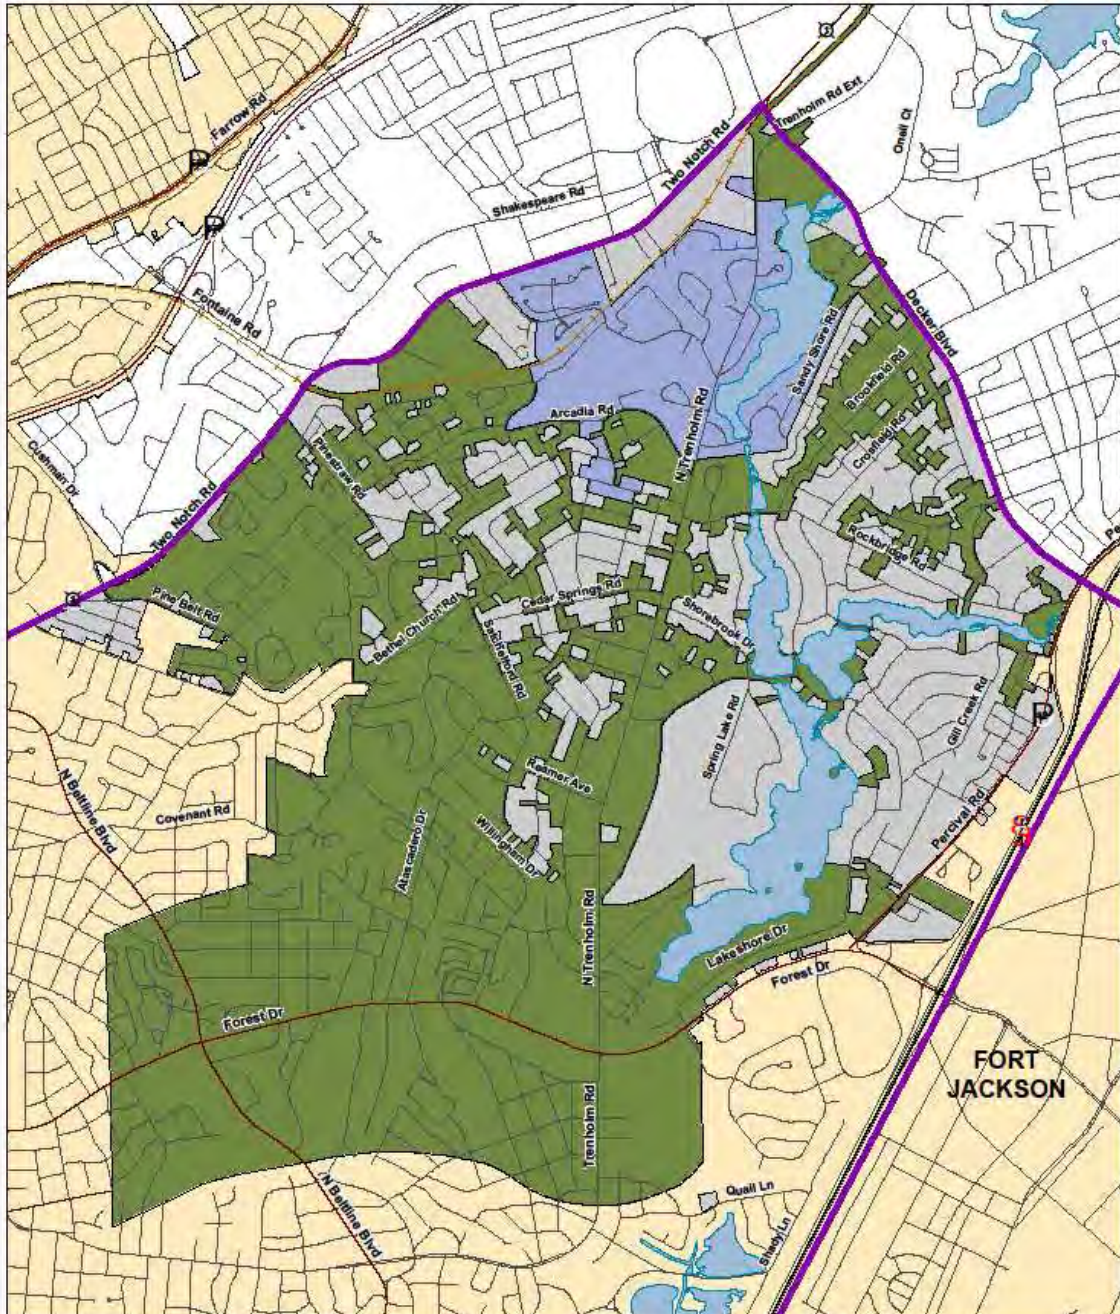 Farrow Rd
Trenholm Rd Ext
Two Notch Rd
Oneil Ct
Shakespeare Rd
Fontaine Rd
Decker Blvd
Sandy Shore Rd
Brookfield Rd
N Trenholm Rd
Arcadia Rd
Crossfield Rd
Pinestraw Rd
Cushman Dr
Two Notch Rd
Rockbridge Rd
Pine Belt Rd
Cedar Springs Rd
Bethel Church Rd
Shorebrook Dr
Satchelford Rd
Spring Lake Rd
Gill Creek Rd
N Beltline Blvd
Covenant Rd
Atascadero Dr
Willingham Dr
Percival Rd
N Trenholm Rd
Lakeshore Dr
Forest Dr
Forest Dr
FORT
JACKSON
Trenholm Rd
N Beltline Blvd
Quail Ln
Shady Ln